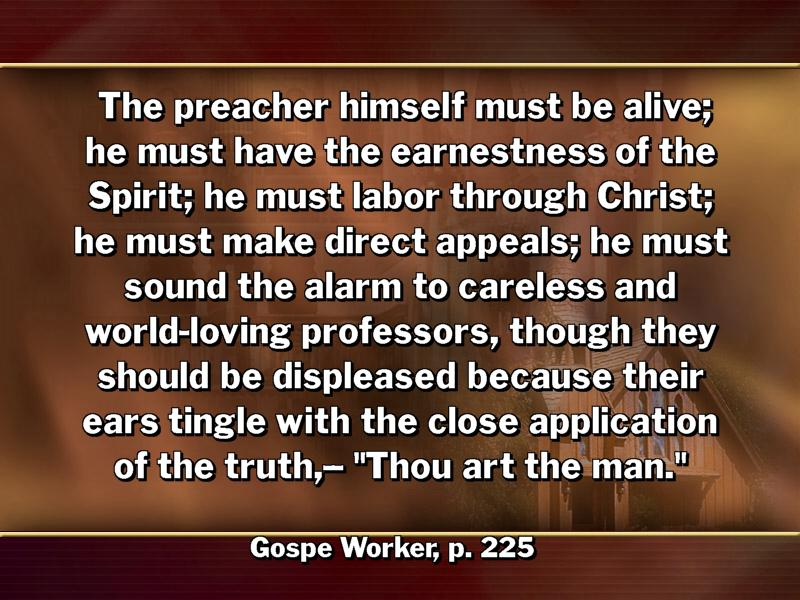 The preacher himself must be alive;
he must have the earnestness of the
Spirit; he must labor through Christ;
he must make direct appeals; he must
sound the alarm to careless and
world-loving professors, though they
should be displeased because their
ears tingle with the close application
of the truth,– "Thou art the man."
Gospe Worker, p. 225